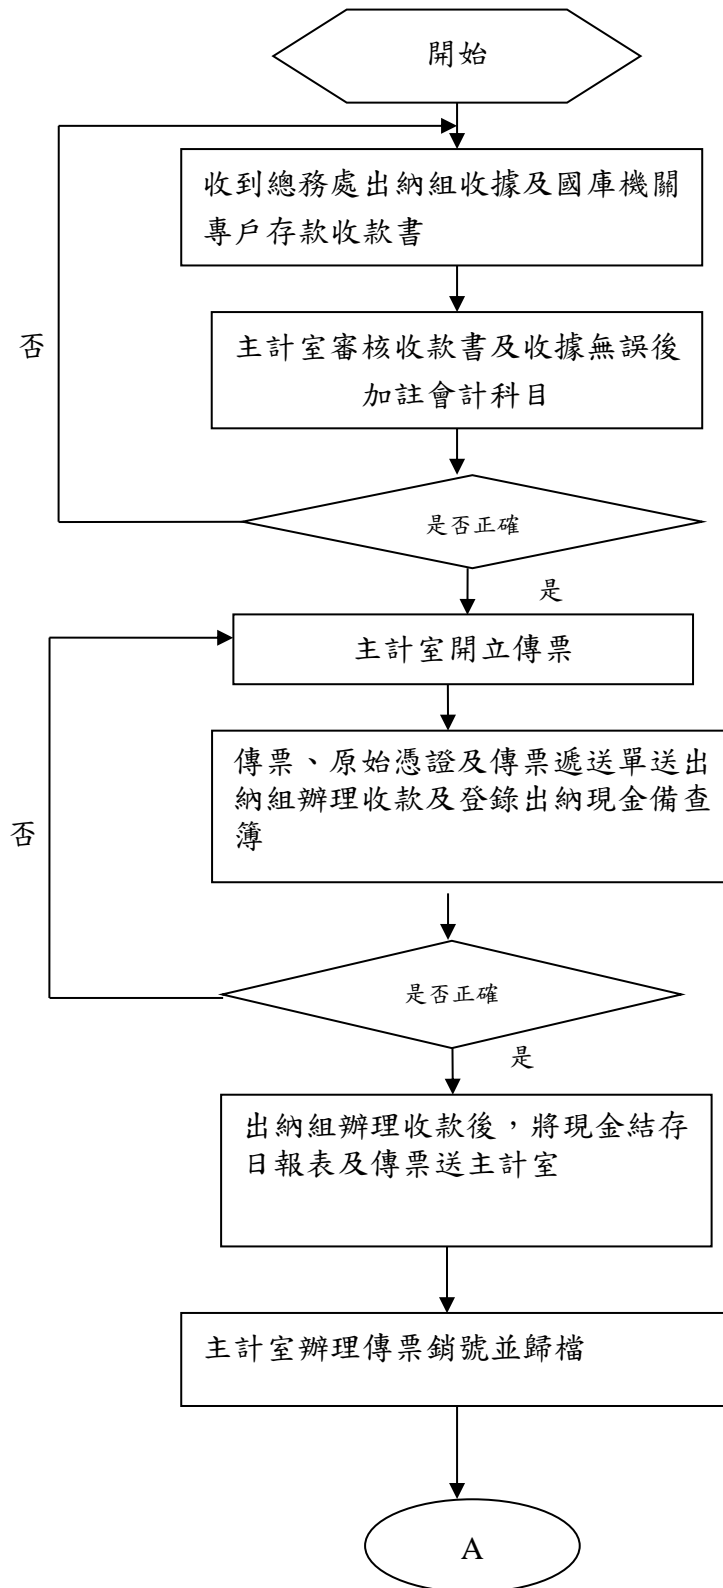 開始
收到總務處出納組收據及國庫機關
專戶存款收款書
否
主計室審核收款書及收據無誤後
加註會計科目
是否正確
是
主計室開立傳票
傳票、原始憑證及傳票遞送單送出
納組辦理收款及登錄出納現金備查
簿
否
是否正確
是
出納組辦理收款後，將現金結存
日報表及傳票送主計室
主計室辦理傳票銷號並歸檔
A